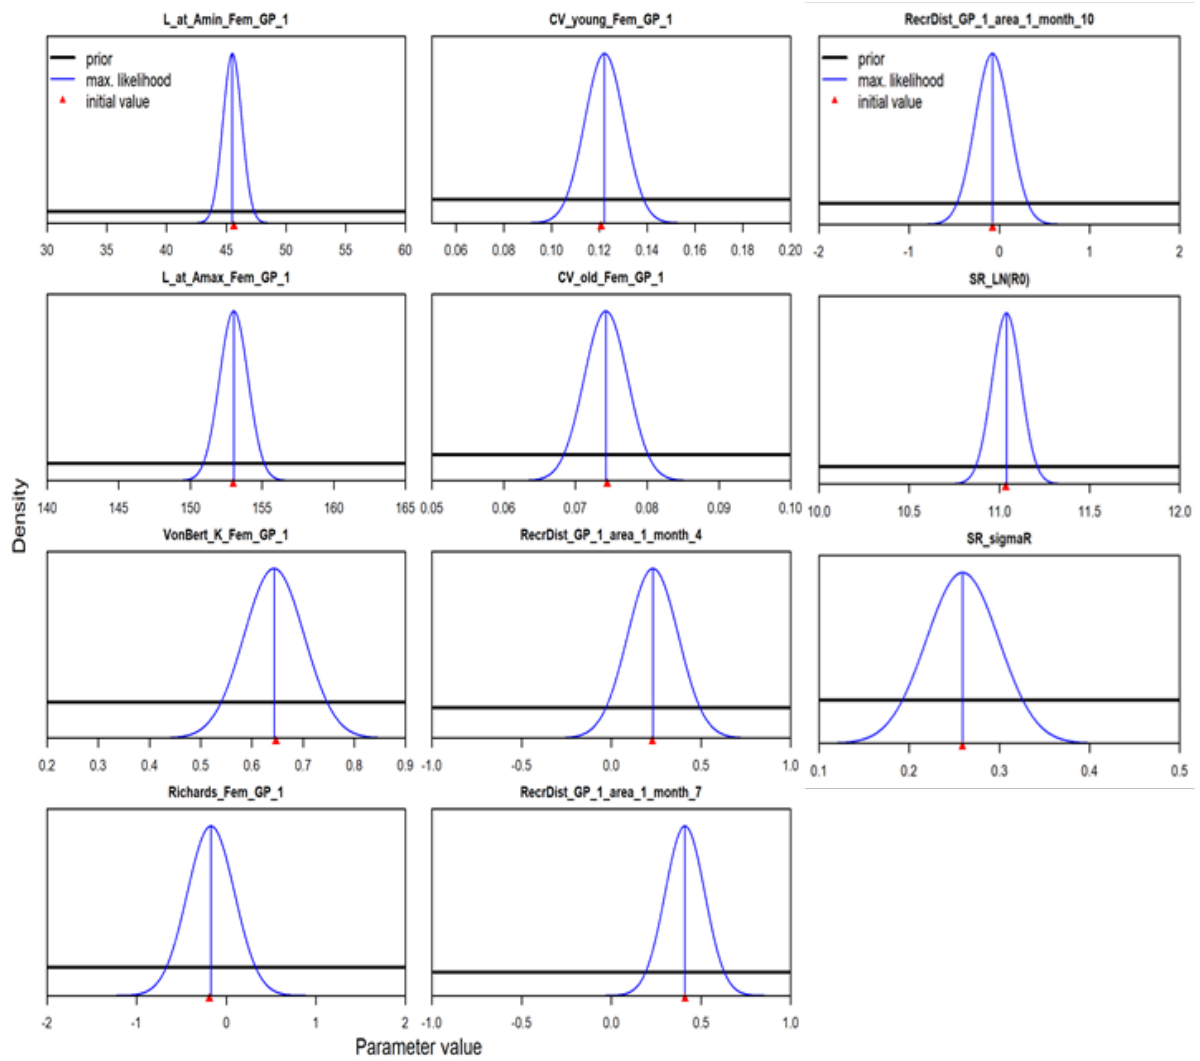 L_at_Amin_Fem_GP_1
prior
max. likelihood
initial value
30 35 40 45 50 55 60
CV_young_Fem_GP_1
0.06 0.08 0.10 0.12 0.14 0.16 0.18 0.20
RecrDist_GP_1_area_1_month_10
prior
max. likelihood
initial value
-2 -1 0 1 2
L_at_Amax_Fem_GP_1
140 145 150 155 160 165
CV_old_Fem_GP_1
0.05 0.06 0.07 0.08 0.09 0.10
SR_LN(R0)
10.0 10.5 11.0 11.5 12.0
Density
VonBert_K_Fem_GP_1
0.2 0.3 0.4 0.5 0.6 0.7 0.8 0.9
RecrDist_GP_1_area_1_month_4
-1.0 -0.5 0.0 0.5 1.0
SR_sigmaR
0.1 0.2 0.3 0.4 0.5
Richards_Fem_GP_1
-2 -1 0 1 2
RecrDist_GP_1_area_1_month_7
-1.0 -0.5 0.0 0.5 1.0
Parameter value